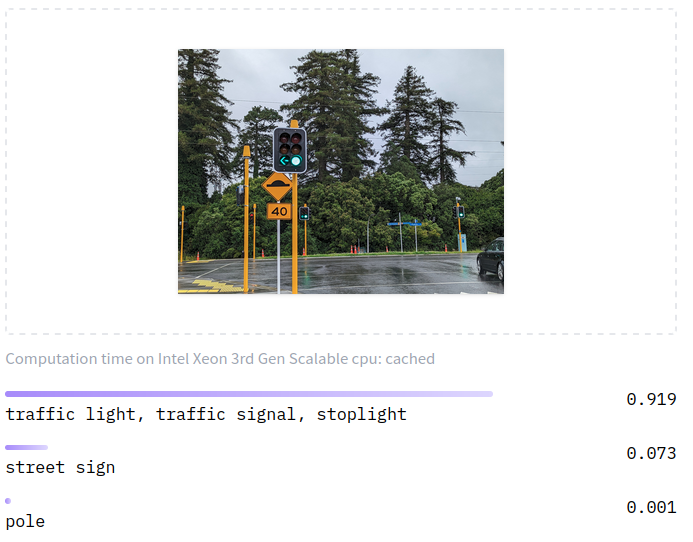 40
Computation time on Intel Xeon 3rd Gen Scalable cpu: cached
0.919
traffic light, traffic signal, stoplight
0.073
street sign
0.001
pole